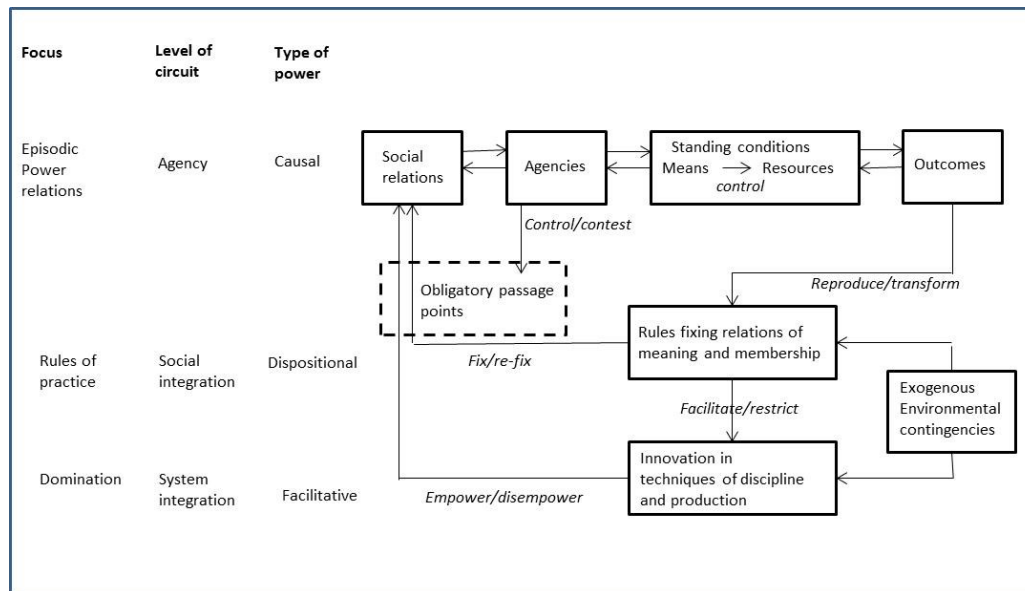 Focus
Level of
circuit
Type of
power
Episodic
Power
relations
Agency
Causal
Social
relations
Agencies
Standing conditions
Means
Resources
control
Outcomes
Control/contest
Obligatory passage
points
Reproduce/transform
Rules of
practice
Social
integration
Dispositional
Fix/re-fix
Rules fixing relations of
meaning and membership
Facilitate/restrict
Exogenous
Environmental
contingencies
Domination
System
integration
Facilitative
Empower/disempower
Innovation in
techniques of discipline
and production